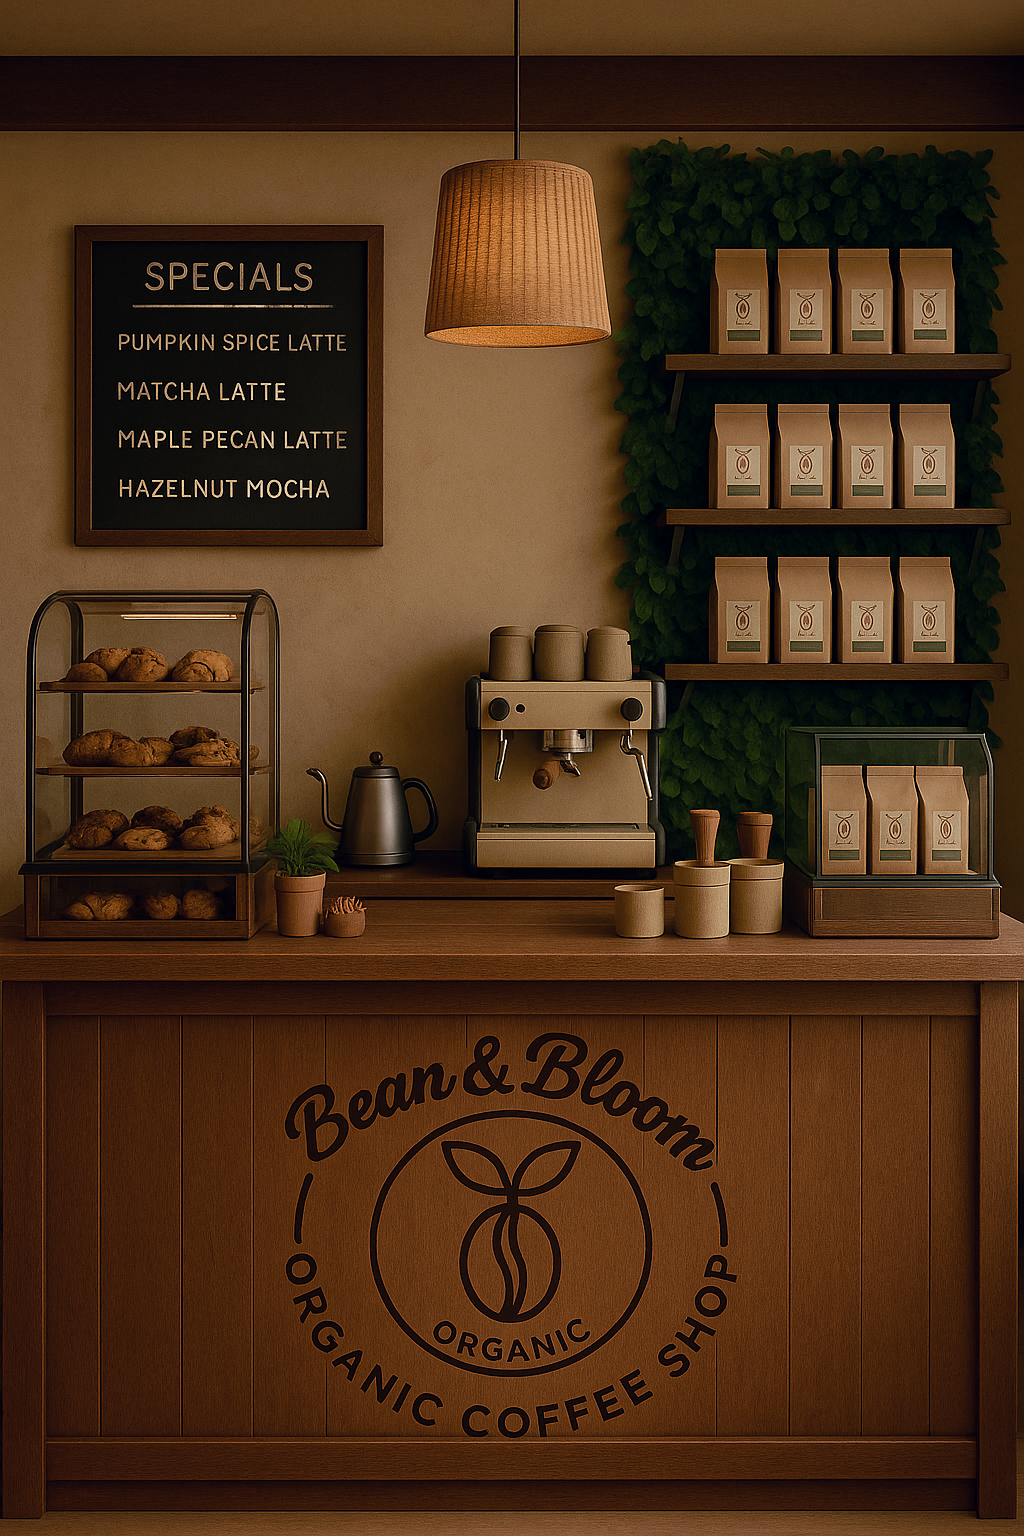 SPECIALS
PUMPKIN SPICE LATTE
MATCHA LATTE
MAPLE PECAN LATTE
HAZELNUT MOCHA
Bean & Bloom
ORGANIC
ORGANIC COFFEE SHOP